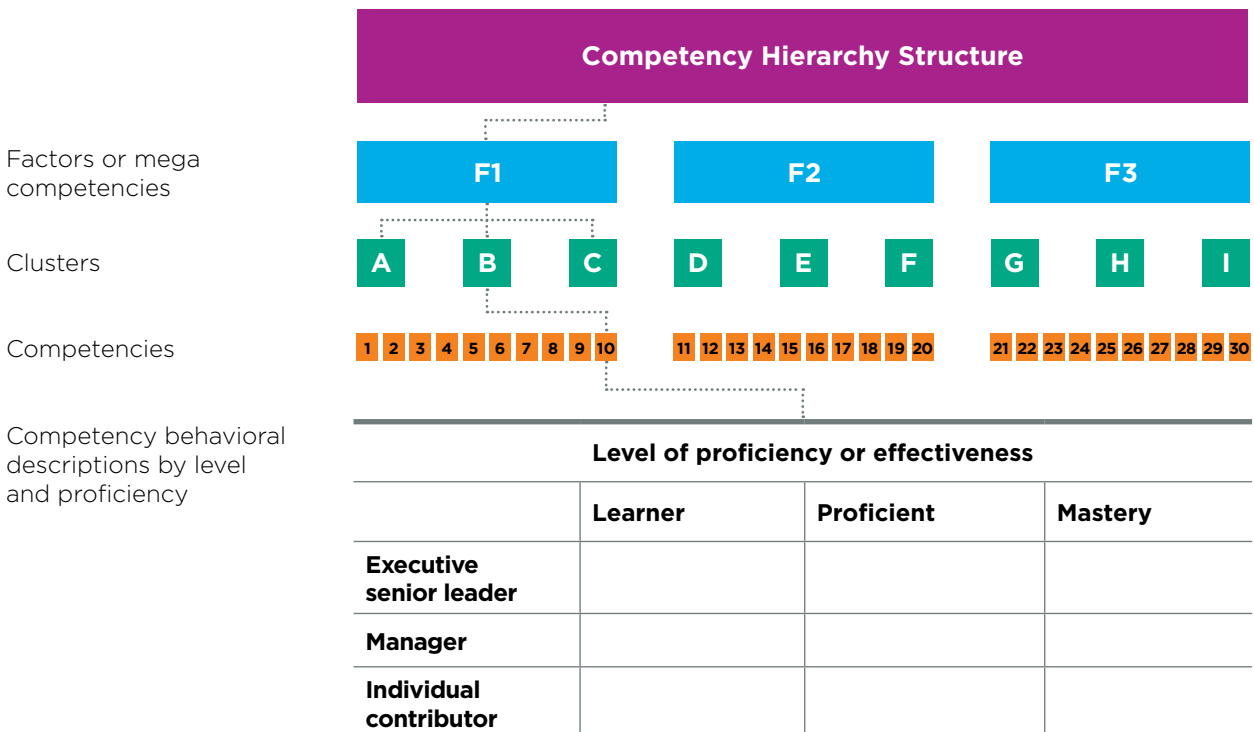 Competency Hierarchy Structure
Factors or mega
competencies
F1 F2 F3
Clusters
A B C D E F G H I
Competencies
1 2 3 4 5 6 7 8 9 10 11 12 13 14 15 16 17 18 19 20 21 22 23 24 25 26 27 28 29 30
Competency behavioral
descriptions by level
and proficiency
Level of proficiency or effectiveness
Learner Proficient Mastery
Executive
senior leader
Manager
Individual
contributor